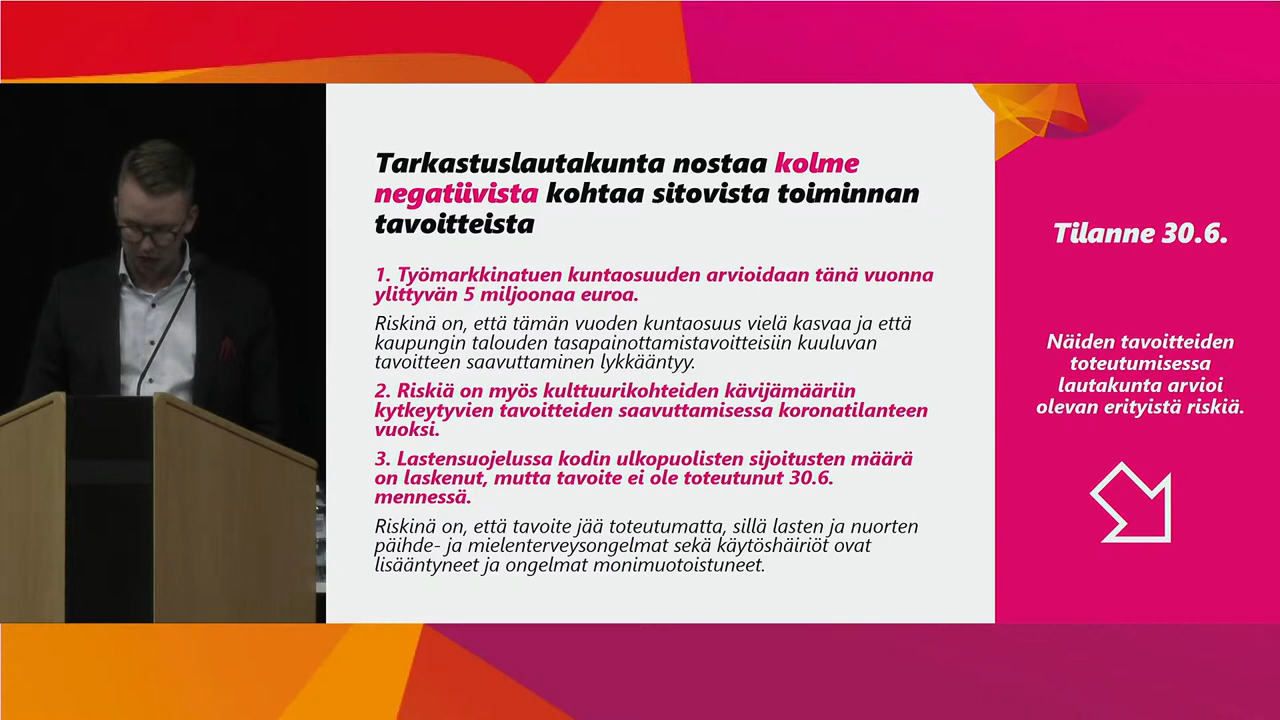 Tarkastuslautakunta nostaa kolme
negatiivista kohtaa sitovista toiminnan
tavoitteista
1. Työmarkkinatuen kuntaosuuden arvioidaan tänä vuonna
ylittyvän 5 miljoonaa euroa.
Riskinä on, että tämän vuoden kuntaosuus vielä kasvaa ja että
kaupungin talouden tasapainottamistavoitteisiin kuuluvan
tavoitteen saavuttaminen lykkääntyy.
2. Riskiä on myös kulttuurikohteiden kävijämääriin
kytkeytyvien tavoitteiden saavuttamisessa koronatilanteen
vuoksi.
3. Lastensuojelussa kodin ulkopuolisten sijoitusten määrä
on laskenut, mutta tavoite ei ole toteutunut 30.6.
mennessä.
Riskinä on, että tavoite jää toteutumatta, sillä lasten ja nuorten
päihde- ja mielenterveysongelmat sekä käytöshäiriöt ovat
lisääntyneet ja ongelmat monimuotoistuneet.
Tilanne 30.6.
Näiden tavoitteiden
toteutumisessa
lautakunta arvioi
olevan erityistä riskiä.